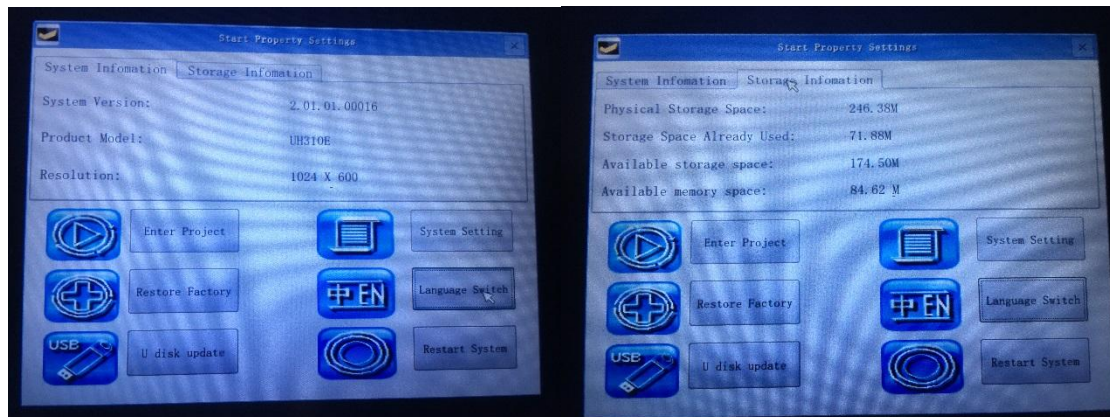 Start Property Settings
System Infomation
Storage Infomation
System Version: 2.01.01.00016
Product Model: UH310E
Resolution: 1024 X 600
Enter Project
System Setting
Restore Factory
中EN
Language Switch
USB
U disk update
Restart System
Start Property Settings
System Infomation
Storage Infomation
Physical Storage Space: 246.38M
Storage Space Already Used: 71.88M
Available storage space: 174.50M
Available memory space: 84.62 M
Enter Project
System Setting
Restore Factory
中EN
Language Switch
USB
U disk update
Restart System